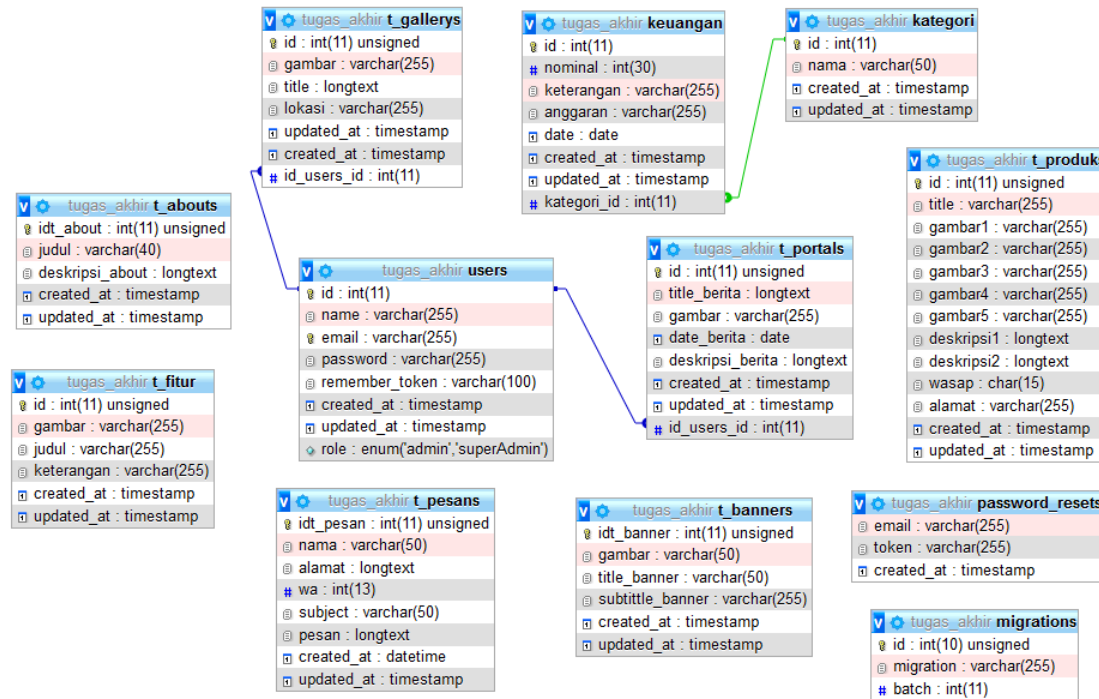 tugas_akhir t_gallerys
id : int(11) unsigned
gambar : varchar(255)
title : longtext
lokasi : varchar(255)
updated_at : timestamp
created_at : timestamp
# id_users_id : int(11)
tugas_akhir keuangan
id : int(11)
# nominal : int(30)
keterangan : varchar(255)
anggaran : varchar(255)
date : date
created_at : timestamp
updated_at : timestamp
# kategori_id : int(11)
tugas_akhir kategori
id : int(11)
nama : varchar(50)
created_at : timestamp
updated_at : timestamp
tugas_akhir t_produks
id : int(11) unsigned
title : varchar(255)
gambar1 : varchar(255)
gambar2 : varchar(255)
gambar3 : varchar(255)
gambar4 : varchar(255)
gambar5 : varchar(255)
deskripsi1 : longtext
deskripsi2 : longtext
wasap : char(15)
alamat : varchar(255)
created_at : timestamp
updated_at : timestamp
tugas_akhir t_abouts
idt_about : int(11) unsigned
judul : varchar(40)
deskripsi_about : longtext
created_at : timestamp
updated_at : timestamp
tugas_akhir users
id : int(11)
name : varchar(255)
email : varchar(255)
password : varchar(255)
remember_token : varchar(100)
created_at : timestamp
updated_at : timestamp
role : enum('admin','superAdmin')
tugas_akhir t_portals
id : int(11) unsigned
title_berita : longtext
gambar : varchar(255)
date_berita : date
deskripsi_berita : longtext
created_at : timestamp
updated_at : timestamp
# id_users_id : int(11)
tugas_akhir t_fitur
id : int(11) unsigned
gambar : varchar(255)
judul : varchar(255)
keterangan : varchar(255)
created_at : timestamp
updated_at : timestamp
tugas_akhir t_pesans
idt_pesan : int(11) unsigned
nama : varchar(50)
alamat : longtext
# wa : int(13)
subject : varchar(50)
pesan : longtext
created_at : datetime
updated_at : timestamp
tugas_akhir t_banners
idt_banner : int(11) unsigned
gambar : varchar(50)
title_banner : varchar(50)
subtittle_banner : varchar(255)
created_at : timestamp
updated_at : timestamp
tugas_akhir password_resets
email : varchar(255)
token : varchar(255)
created_at : timestamp
tugas_akhir migrations
id : int(10) unsigned
migration : varchar(255)
# batch : int(11)